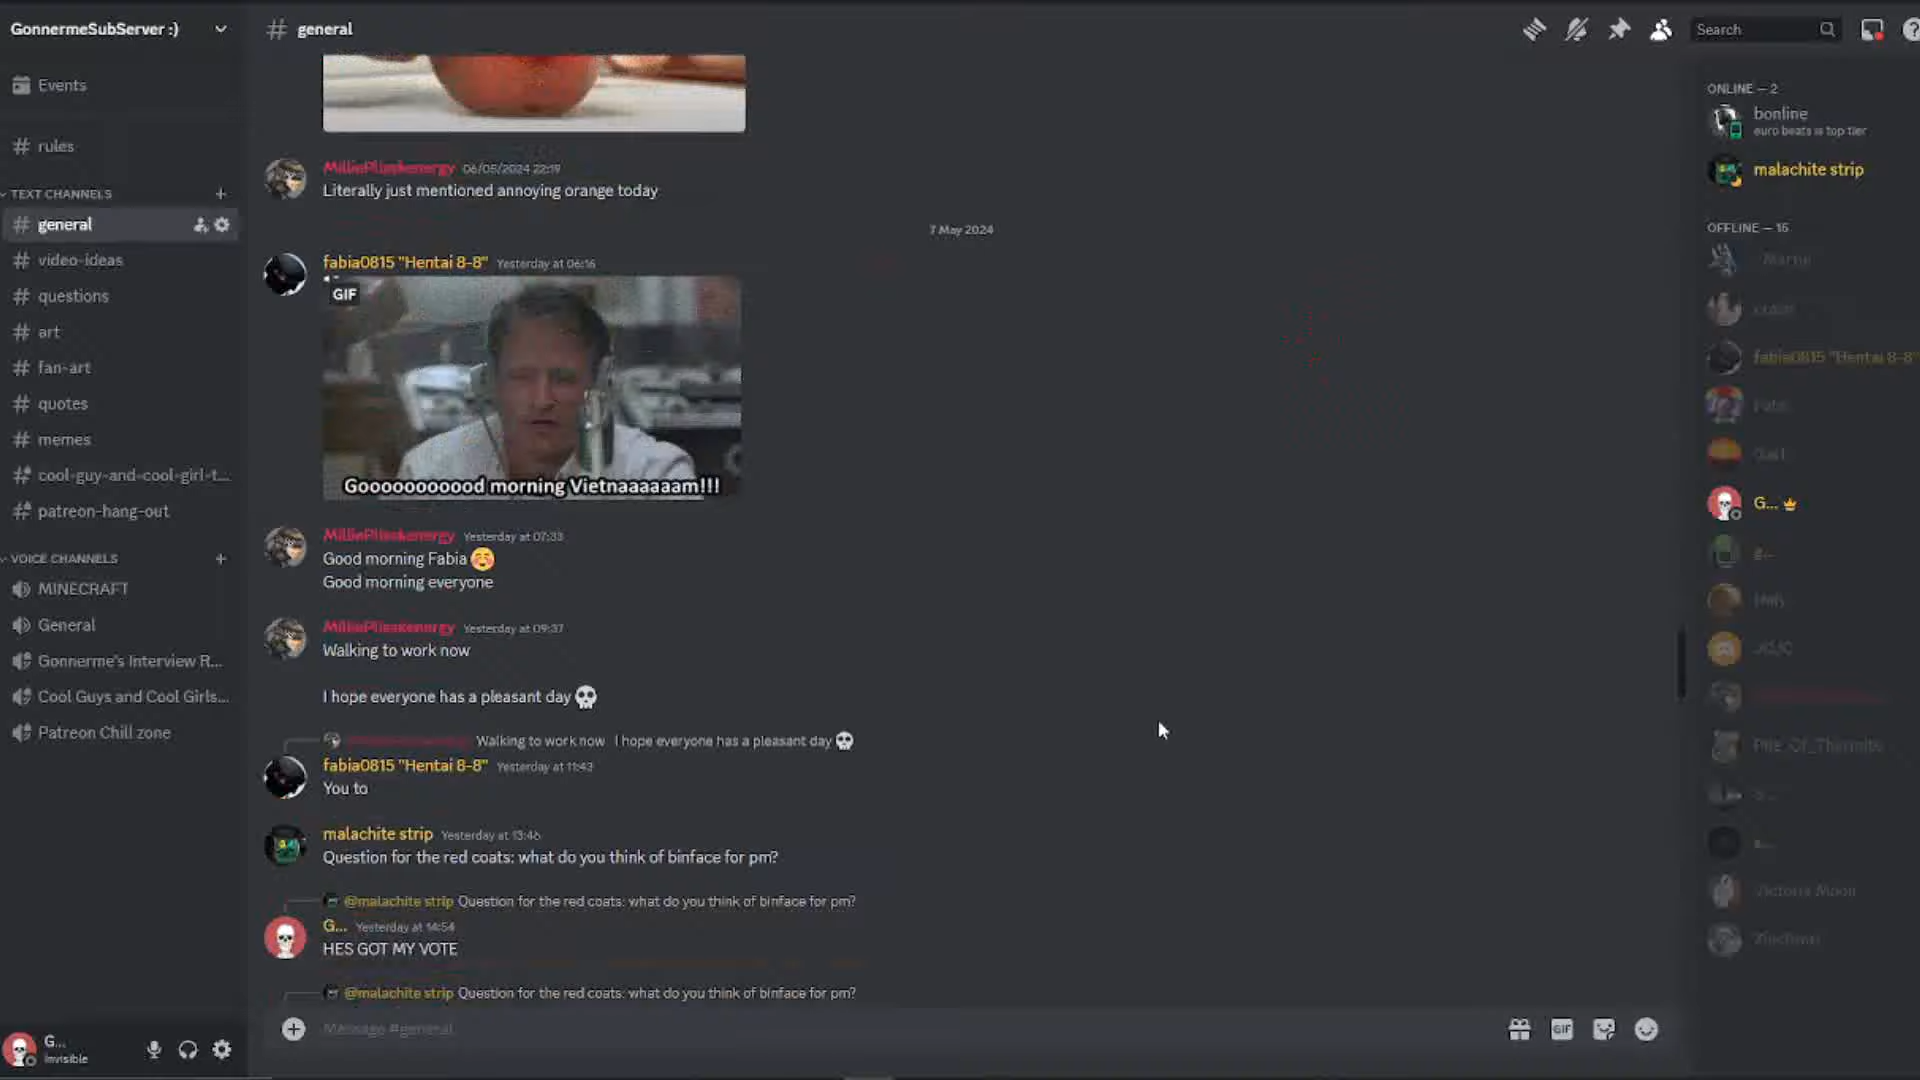 GonnermeSubServer :)
Events
rules
TEXT CHANNELS
general
video-ideas
questions
art
fan-art
quotes
memes
cool-guy-and-cool-girl-t...
patreon-hang-out
VOICE CHANNELS
MINECRAFT
General
Gonnerme's Interview R...
Cool Guys and Cool Girls...
Patreon Chill zone
G...
Invisible
# general
Search
06/05/2024 22:19
Literally just mentioned annoying orange today
7 May 2024
fabia0815 "Hentai 8-8" Yesterday at 06:16
GIF
Gooooooooood morning Vietnaaaaaam!!!
Yesterday at 07:33
Good morning Fabia
Good morning everyone
Yesterday at 09:37
Walking to work now
I hope everyone has a pleasant day 💀
Walking to work now I hope everyone has a pleasant day 💀
fabia0815 "Hentai 8-8" Yesterday at 11:43
You to
malachite strip Yesterday at 13:46
Question for the red coats: what do you think of binface for pm?
@malachite strip Question for the red coats: what do you think of binface for pm?
G... Yesterday at 14:54
HES GOT MY VOTE
@malachite strip Question for the red coats: what do you think of binface for pm?
Message #general
GIF
ONLINE — 2
bonline
euro beats is top tier
malachite strip
OFFLINE — 16
fabia0815 "Hentai 8-8"
G...
g...
Victoria Moon